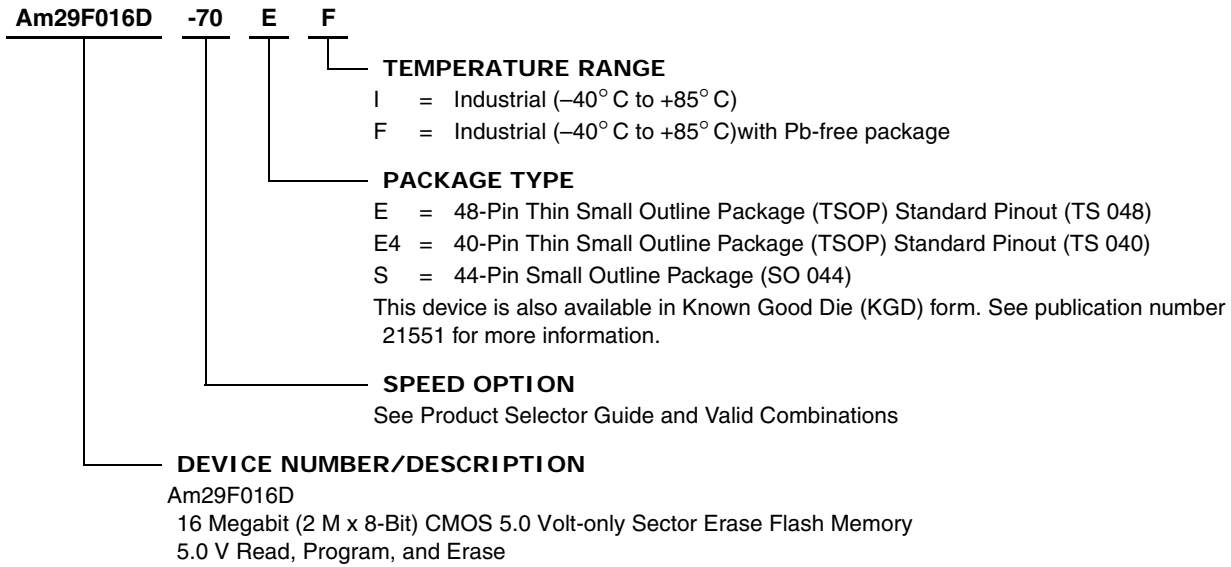 Am29F016D -70 E F
TEMPERATURE RANGE
I = Industrial (–40° C to +85° C)
F = Industrial (–40° C to +85° C)with Pb-free package
PACKAGE TYPE
E = 48-Pin Thin Small Outline Package (TSOP) Standard Pinout (TS 048)
E4 = 40-Pin Thin Small Outline Package (TSOP) Standard Pinout (TS 040)
S = 44-Pin Small Outline Package (SO 044)
This device is also available in Known Good Die (KGD) form. See publication number
21551 for more information.
SPEED OPTION
See Product Selector Guide and Valid Combinations
DEVICE NUMBER/DESCRIPTION
Am29F016D
16 Megabit (2 M x 8-Bit) CMOS 5.0 Volt-only Sector Erase Flash Memory
5.0 V Read, Program, and Erase